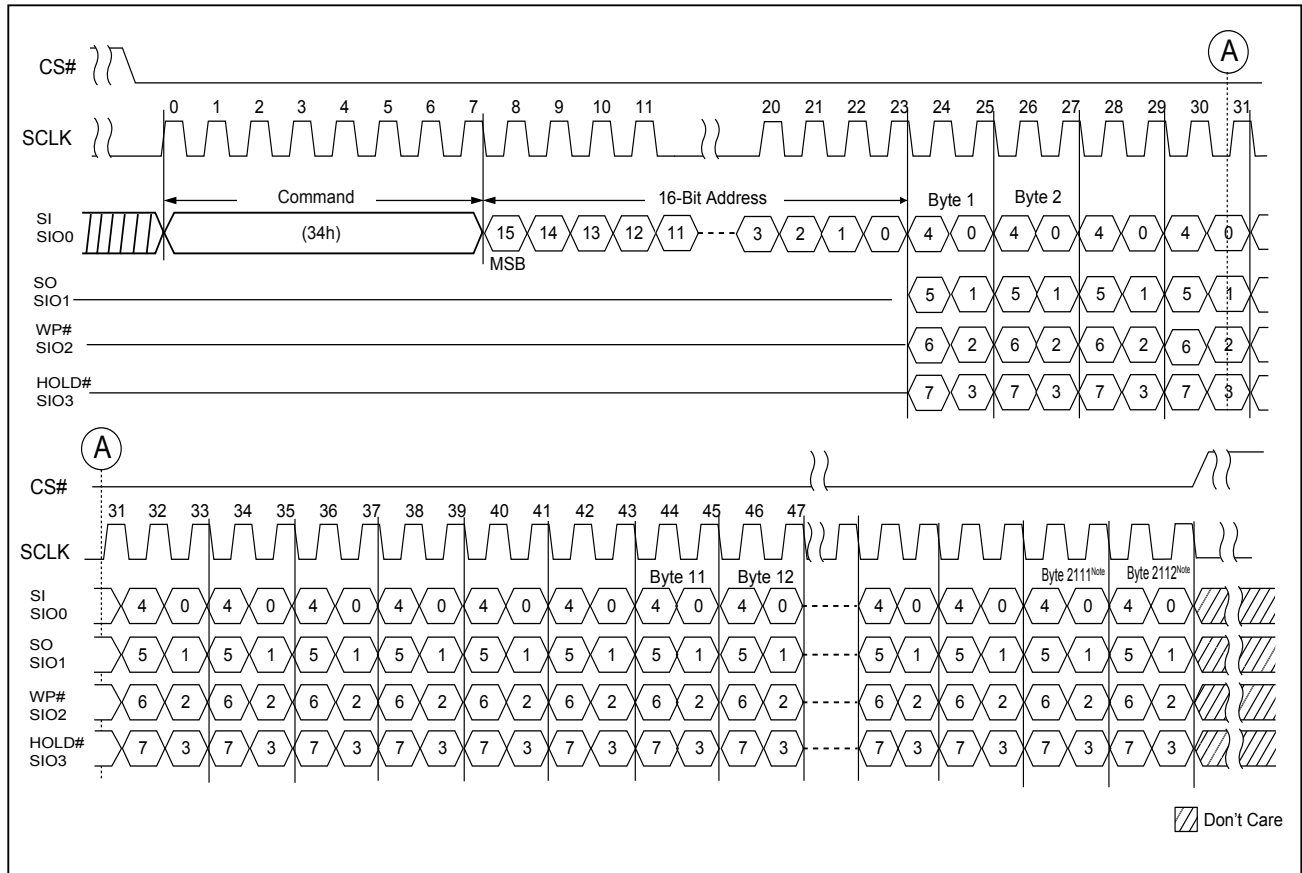 A
CS#
0 1 2 3 4 5 6 7 8 9 10 11 20 21 22 23 24 25 26 27 28 29 30 31
SCLK
Command 16-Bit Address Byte 1 Byte 2
SI
SIO0
(34h) 15 14 13 12 11 3 2 1 0 4 0 4 0 4 0 4 0
MSB
SO
SIO1
5 1 5 1 5 1 5 1
WP#
SIO2
6 2 6 2 6 2 6 2
HOLD#
SIO3
7 3 7 3 7 3 7 3
A
CS#
31 32 33 34 35 36 37 38 39 40 41 42 43 44 45 46 47
SCLK
Byte 11 Byte 12 Byte 2111Note Byte 2112Note
SI
SIO0
4 0 4 0 4 0 4 0 4 0 4 0 4 0 4 0 4 0 4 0 4 0 4 0
SO
SIO1
5 1 5 1 5 1 5 1 5 1 5 1 5 1 5 1 5 1 5 1 5 1 5 1
WP#
SIO2
6 2 6 2 6 2 6 2 6 2 6 2 6 2 6 2 6 2 6 2 6 2 6 2
HOLD#
SIO3
7 3 7 3 7 3 7 3 7 3 7 3 7 3 7 3 7 3 7 3 7 3 7 3
Don't Care